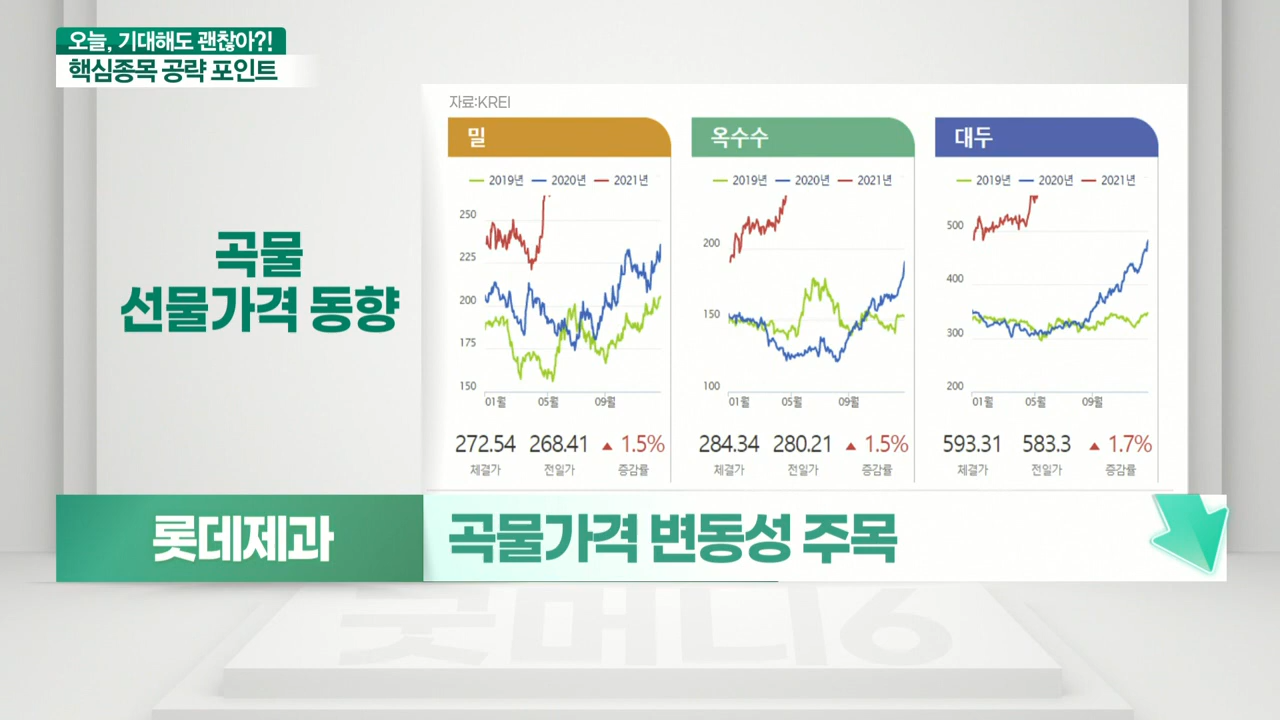 오늘, 기대해도 괜찮아?!
핵심종목 공략 포인트
곡물
선물가격 동향
자료:KREI
밀
2019년 2020년 2021년
250
225
200
175
150
01월 05월 09월
272.54 268.41 ▲ 1.5%
체결가 전일가 증감률
옥수수
2019년 2020년 2021년
200
150
100
01월 05월 09월
284.34 280.21 ▲ 1.5%
체결가 전일가 증감률
대두
2019년 2020년 2021년
500
400
300
200
01월 05월 09월
593.31 583.3 ▲ 1.7%
체결가 전일가 증감률
롯데제과
곡물가격 변동성 주목
굿머니6